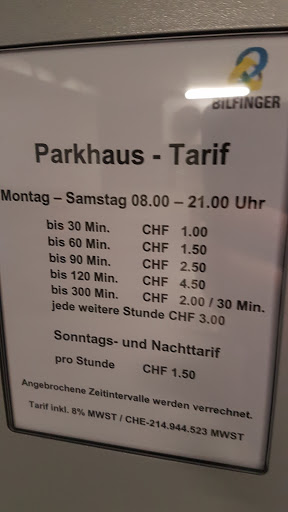 BILFINGER
Parkhaus - Tarif
Montag – Samstag 08.00 – 21.00 Uhr
bis 30 Min. CHF 1.00
bis 60 Min. CHF 1.50
bis 90 Min. CHF 2.50
bis 120 Min. CHF 4.50
bis 300 Min. CHF 2.00 / 30 Min.
jede weitere Stunde CHF 3.00
Sonntags- und Nachttarif
pro Stunde CHF 1.50
Angebrochene Zeitintervalle werden verrechnet.
Tarif inkl. 8% MWST / CHE-214.944.523 MWST